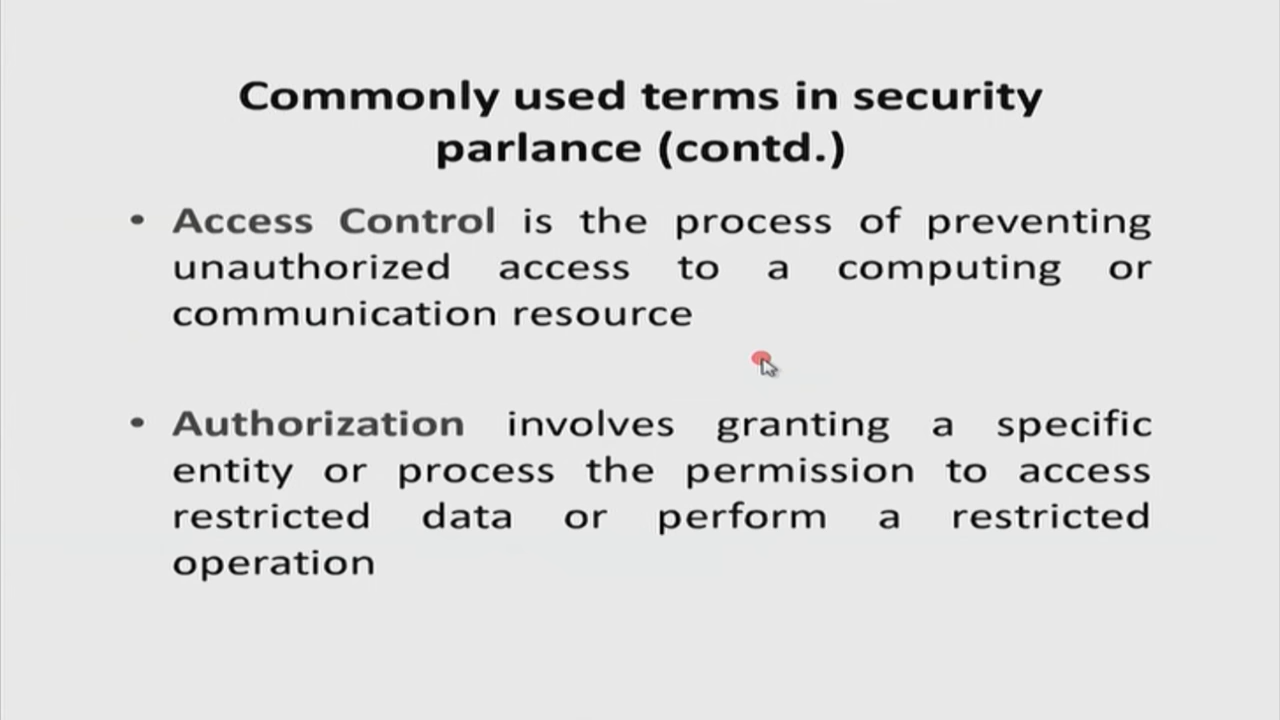 Commonly used terms in security
parlance (contd.)
• Access Control is the process of preventing
unauthorized access to a computing or
communication resource
• Authorization involves granting a specific
entity or process the permission to access
restricted data or perform a restricted
operation